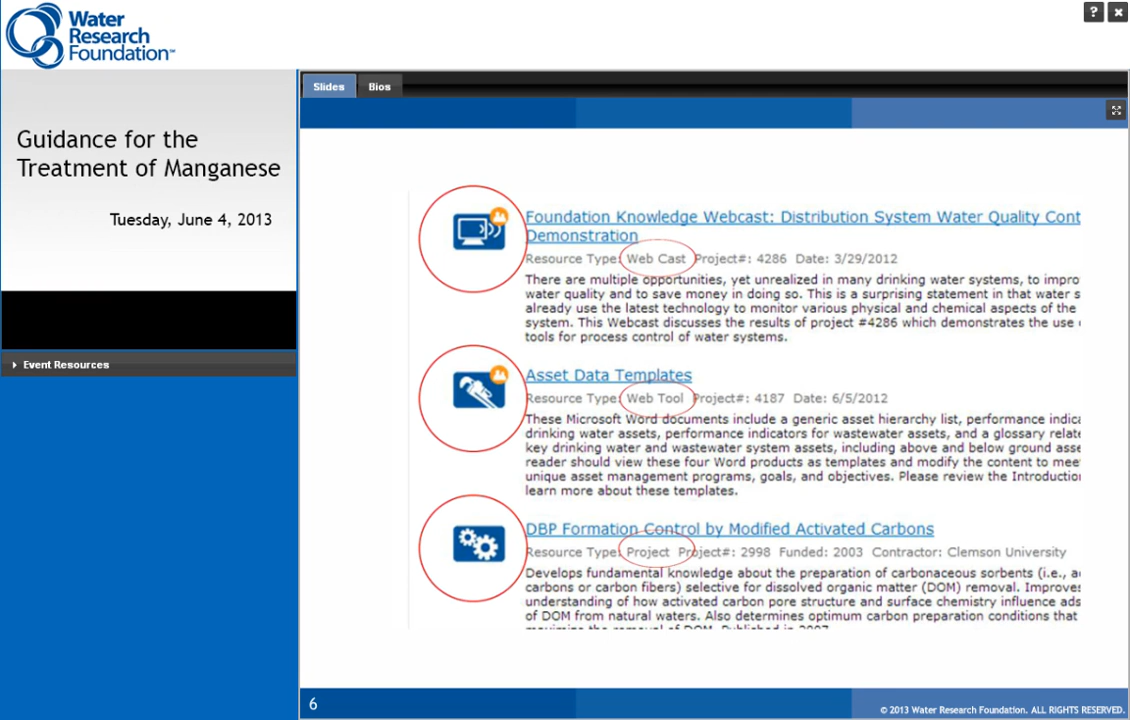 Water
Research
Foundation™
? ×
Guidance for the
Treatment of Manganese
Tuesday, June 4, 2013
Event Resources
Slides Bios
Foundation Knowledge Webcast: Distribution System Water Quality Cont
Demonstration
Resource Type: Web Cast Project#: 4286 Date: 3/29/2012
There are multiple opportunities, yet unrealized in many drinking water systems, to impro
water quality and to save money in doing so. This is a surprising statement in that water s
already use the latest technology to monitor various physical and chemical aspects of the
system. This Webcast discusses the results of project #4286 which demonstrates the use
tools for process control of water systems.
Asset Data Templates
Resource Type: Web Tool Project#: 4187 Date: 6/5/2012
These Microsoft Word documents include a generic asset hierarchy list, performance indica
drinking water assets, performance indicators for wastewater assets, and a glossary relate
key drinking water and wastewater system assets, including above and below ground asse
reader should view these four Word products as templates and modify the content to mee
unique asset management programs, goals, and objectives. Please review the Introduction
learn more about these templates.
DBP Formation Control by Modified Activated Carbons
Resource Type: Project Project#: 2998 Funded: 2003 Contractor: Clemson University
Develops fundamental knowledge about the preparation of carbonaceous sorbents (i.e., a
carbons or carbon fibers) selective for dissolved organic matter (DOM) removal. Improves
understanding of how activated carbon pore structure and surface chemistry influence ads
of DOM from natural waters. Also determines optimum carbon preparation conditions that
maximize the removal of DOM. Published in 2007
6
© 2013 Water Research Foundation. ALL RIGHTS RESERVED.